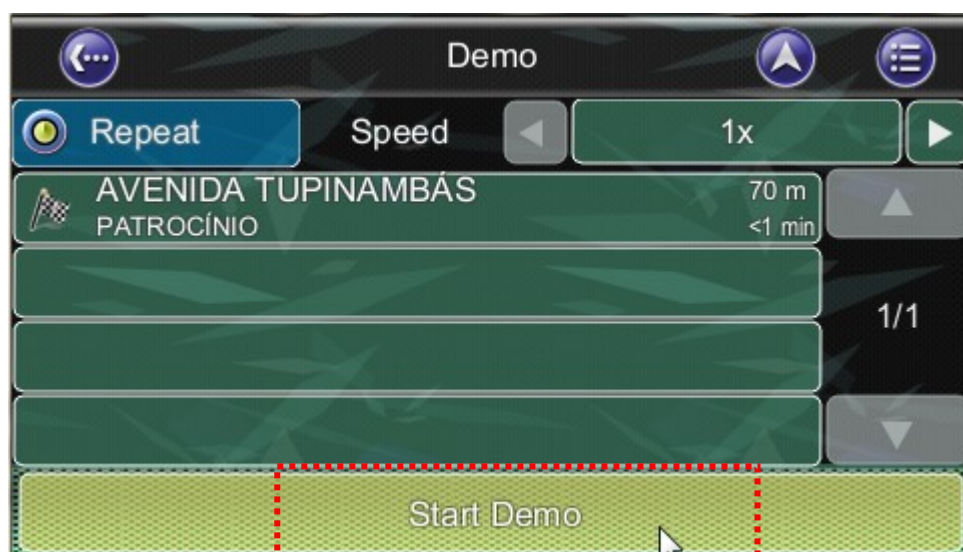 Demo
Repeat Speed 1x
AVENIDA TUPINAMBÁS 70 m
PATROCÍNIO <1 min
1/1
Start Demo